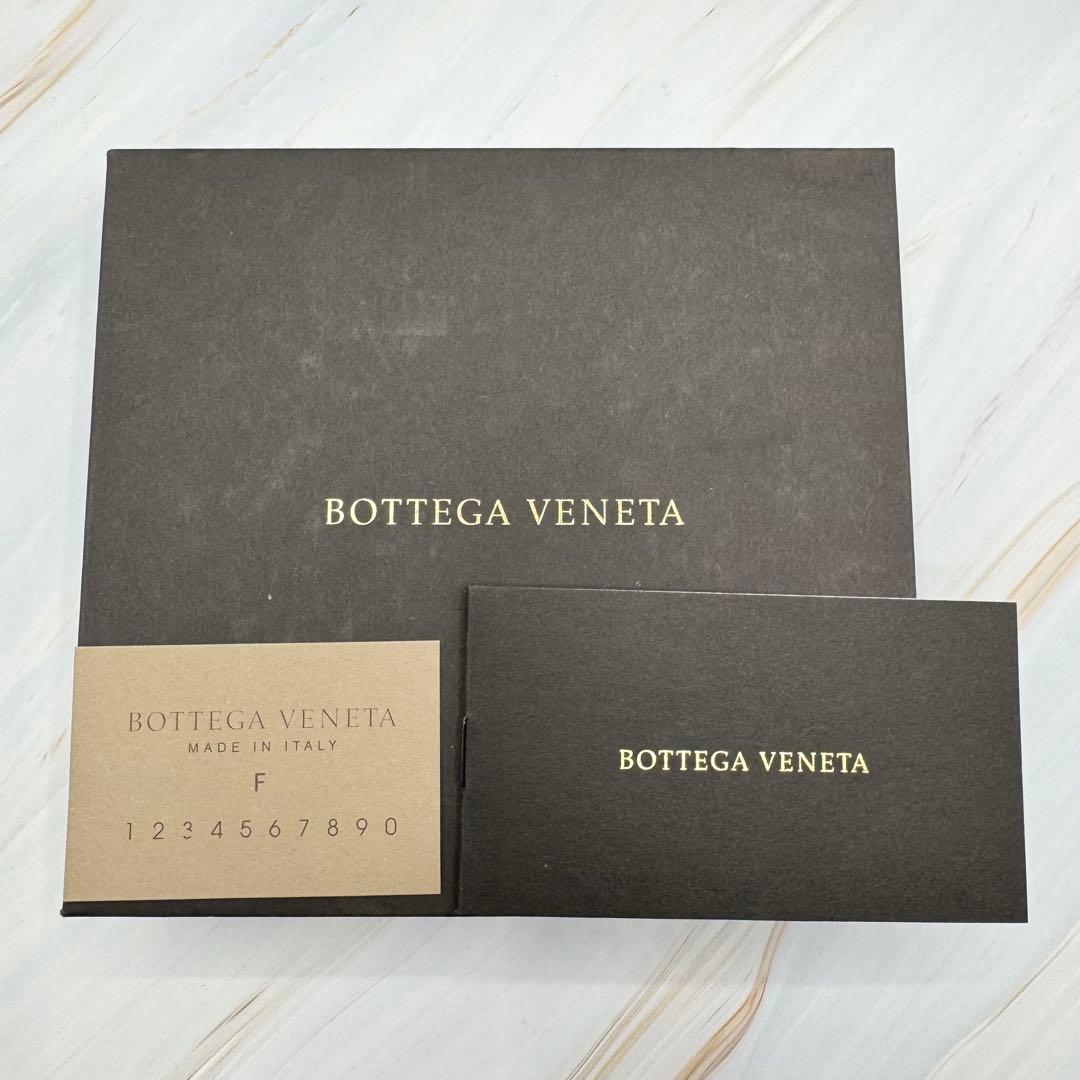 BOTTEGA VENETA
BOTTEGA VENETA
MADE IN ITALY
F
1 2 3 4 5 6 7 8 9 0
BOTTEGA VENETA